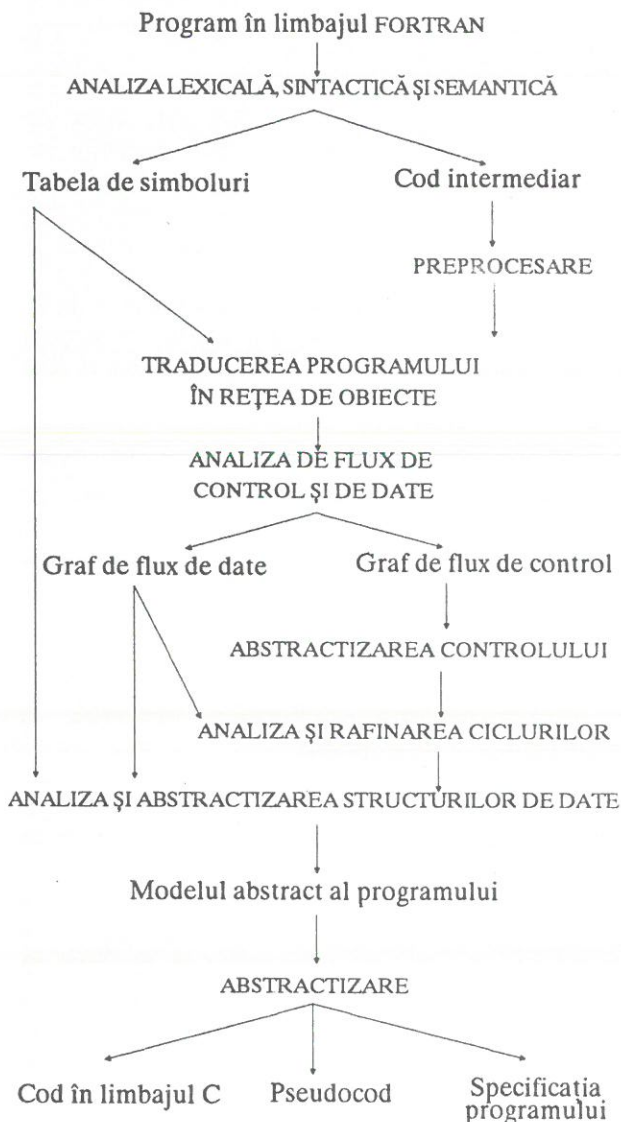 Program în limbajul FORTRAN
ANALIZA LEXICALĂ, SINTACTICĂ ŞI SEMANTICĂ
Tabela de simboluri
Cod intermediar
PREPROCESARE
TRADUCEREA PROGRAMULUI
ÎN REŢEA DE OBIECTE
ANALIZA DE FLUX DE
CONTROL ŞI DE DATE
Graf de flux de date
Graf de flux de control
ABSTRACTIZAREA CONTROLULUI
ANALIZA ŞI RAFINAREA CICLURILOR
ANALIZA ŞI ABSTRACTIZAREA STRUCTURILOR DE DATE
Modelul abstract al programului
ABSTRACTIZARE
Cod în limbajul C
Pseudocod
Specificaţia
programului